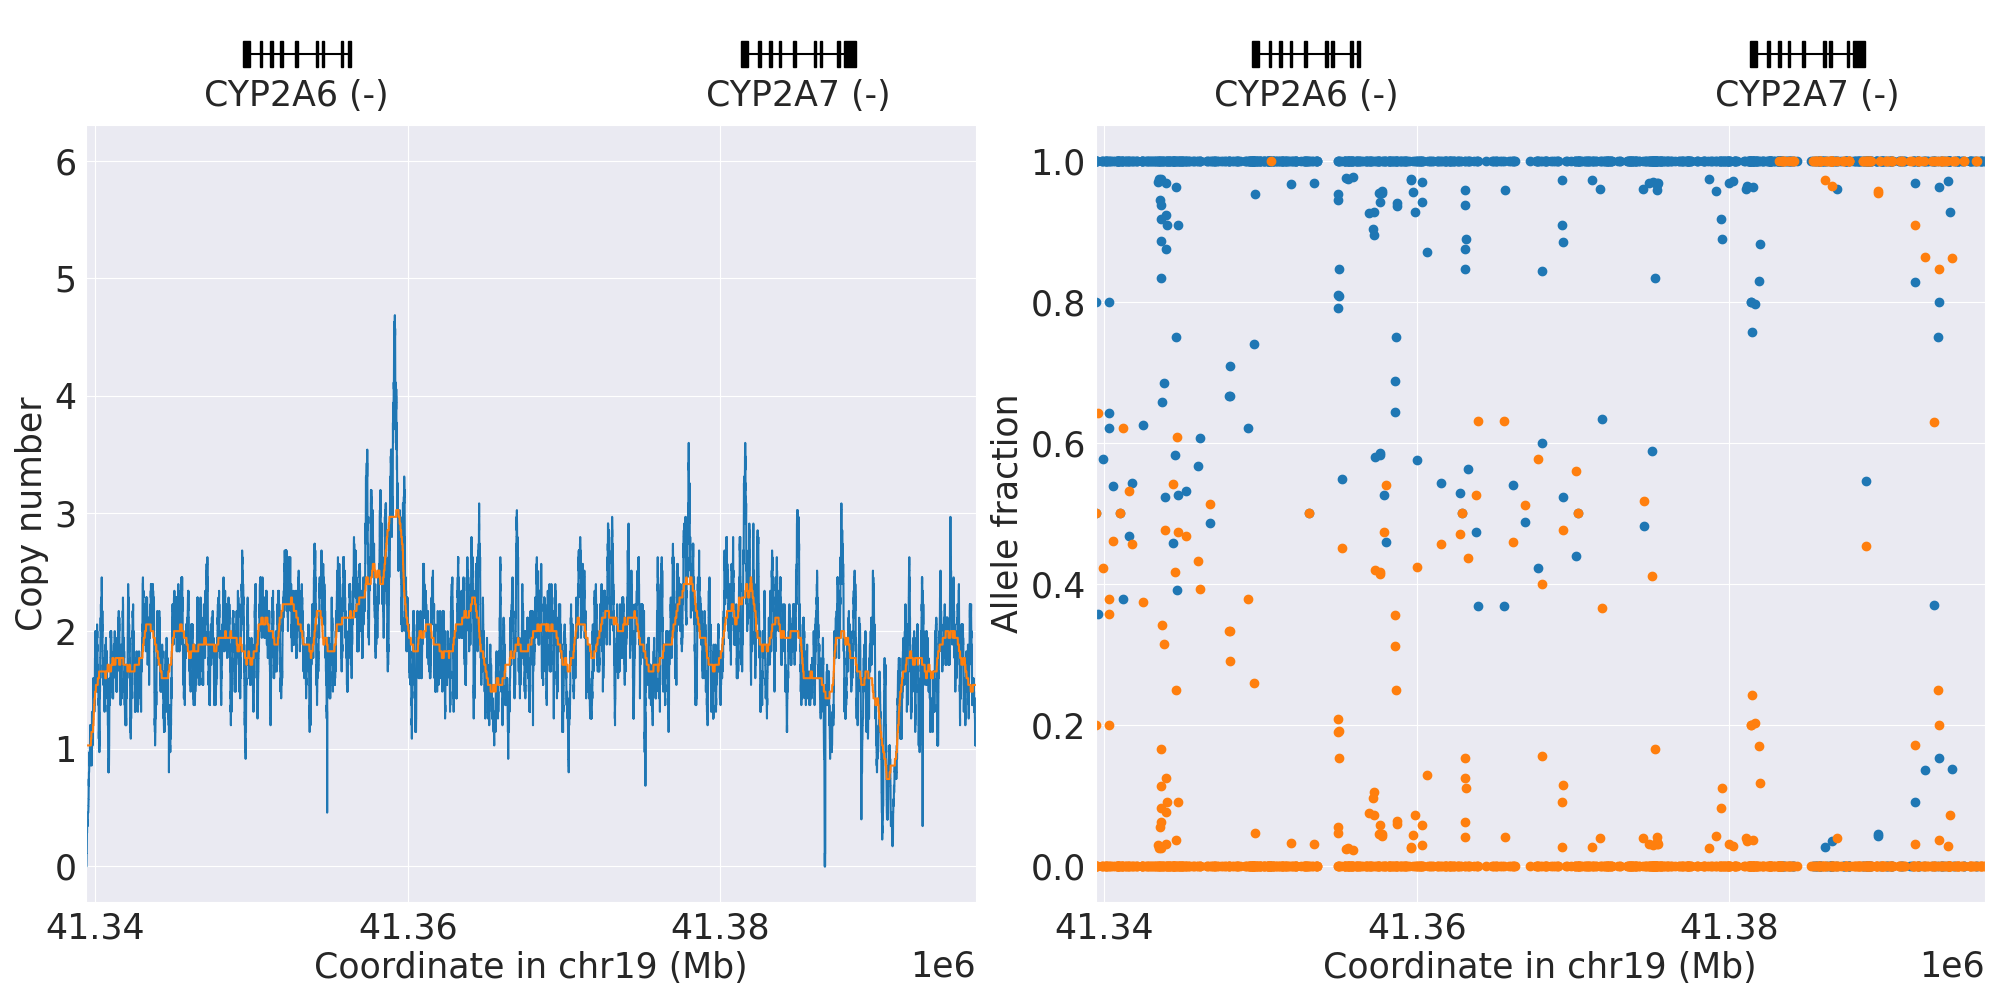 CYP2A6 (-)
CYP2A7 (-)
CYP2A6 (-)
CYP2A7 (-)
Copy number
6
5
4
3
2
1
0
41.34
41.36
41.38
Coordinate in chr19 (Mb)
1e6
Allele fraction
1.0
0.8
0.6
0.4
0.2
0.0
41.34
41.36
41.38
Coordinate in chr19 (Mb)
1e6